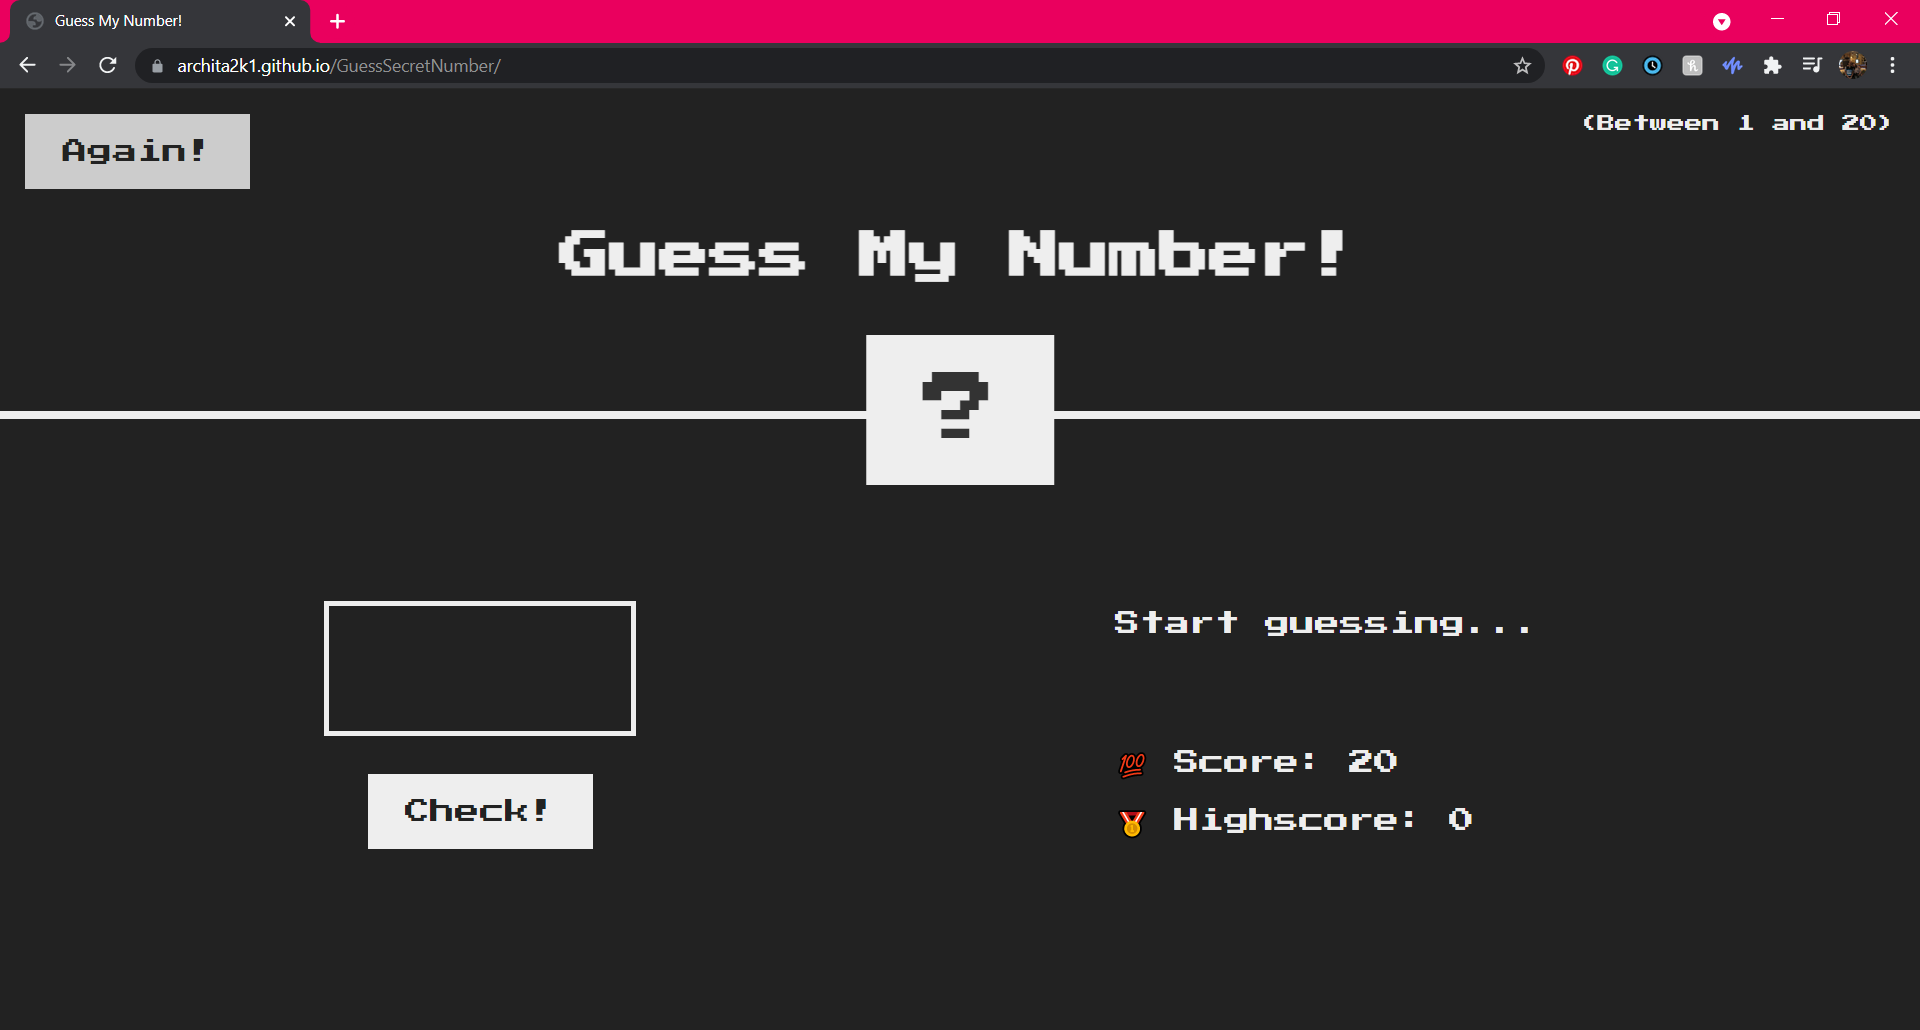 Guess My Number!
archita2k1.github.io/GuessSecretNumber/
Again!
(Between 1 and 20)
Guess My Number!
?
Start guessing...
💯 Score: 20
🥇 Highscore: 0
Check!